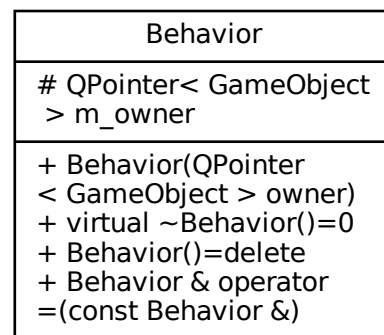 Behavior
# QPointer< GameObject
> m_owner
+ Behavior(QPointer
< GameObject > owner)
+ virtual ~Behavior()=0
+ Behavior()=delete
+ Behavior & operator
=(const Behavior &)